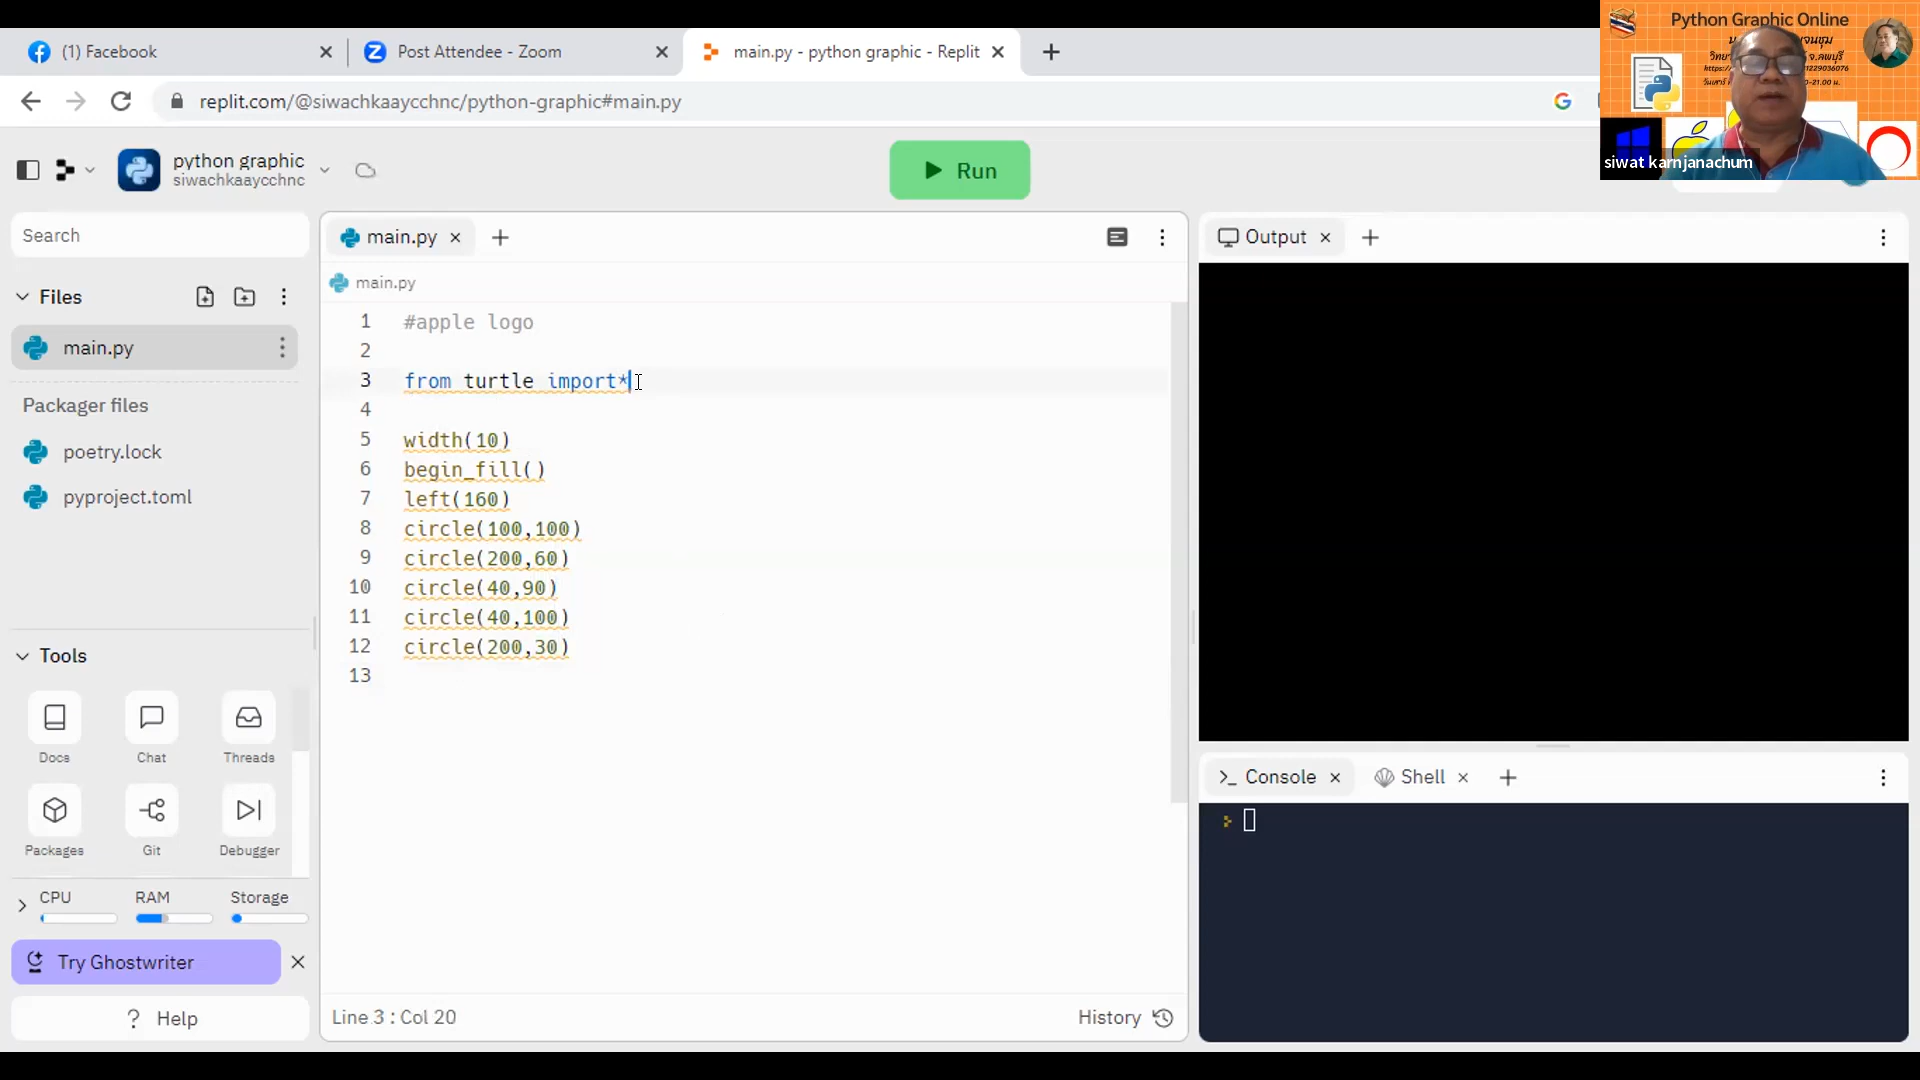 (1) Facebook
Post Attendee - Zoom
main.py - python graphic - Replit
replit.com/@siwachkaaycchnc/python-graphic#main.py
Python Graphic Online
siwat karnjanachum
python graphic
siwachkaaycchnc
Run
Search
Files
main.py
Packager files
poetry.lock
pyproject.toml
Tools
Docs
Chat
Threads
Packages
Git
Debugger
CPU
RAM
Storage
Try Ghostwriter
? Help
main.py
main.py
1 #apple logo
2
3 from turtle import*
4
5 width(10)
6 begin_fill()
7 left(160)
8 circle(100,100)
9 circle(200,60)
10 circle(40,90)
11 circle(40,100)
12 circle(200,30)
13
Line 3 : Col 20
History
Output
Console
Shell